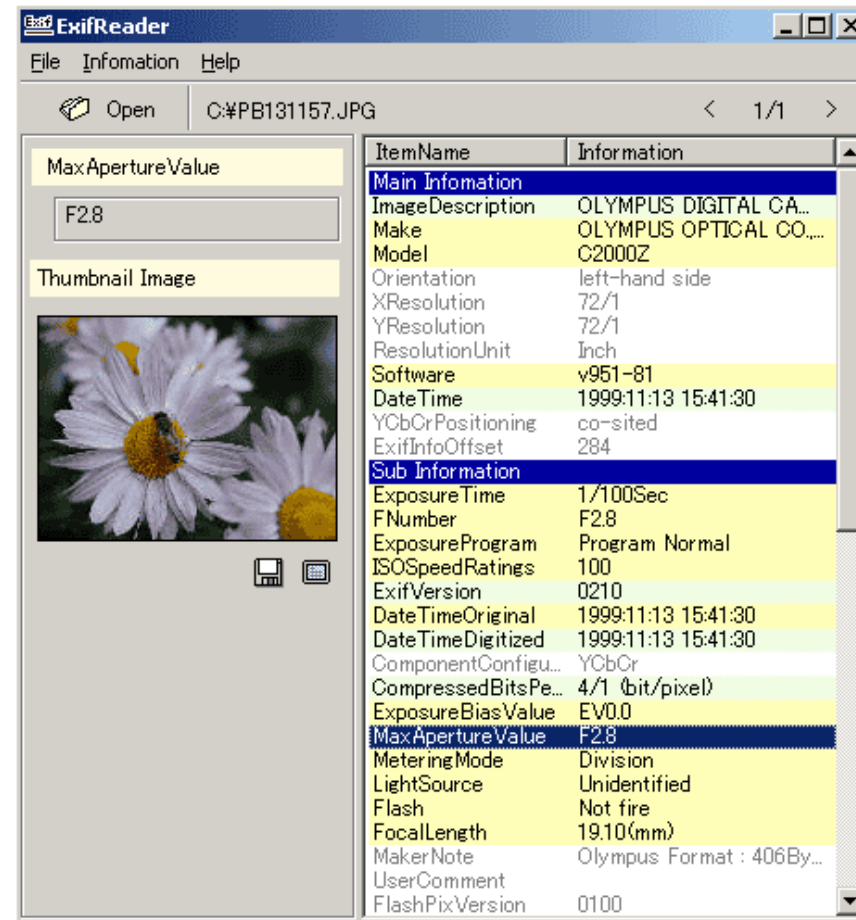 Exif ExifReader
File Infomation Help
Open C:¥PB131157.JPG < 1/1 >
MaxApertureValue
F2.8
Thumbnail Image
ItemName Information
Main Infomation
ImageDescription OLYMPUS DIGITAL CA...
Make OLYMPUS OPTICAL CO.,...
Model C2000Z
Orientation left-hand side
XResolution 72/1
YResolution 72/1
ResolutionUnit Inch
Software v951-81
DateTime 1999:11:13 15:41:30
YCbCrPositioning co-sited
ExifInfoOffset 284
Sub Information
ExposureTime 1/100Sec
FNumber F2.8
ExposureProgram Program Normal
ISOSpeedRatings 100
ExifVersion 0210
DateTimeOriginal 1999:11:13 15:41:30
DateTimeDigitized 1999:11:13 15:41:30
ComponentConfigu... YCbCr
CompressedBitsPe... 4/1 (bit/pixel)
ExposureBiasValue EV0.0
MaxApertureValue F2.8
MeteringMode Division
LightSource Unidentified
Flash Not fire
FocalLength 19.10(mm)
MakerNote Olympus Format : 406By...
UserComment
FlashPixVersion 0100